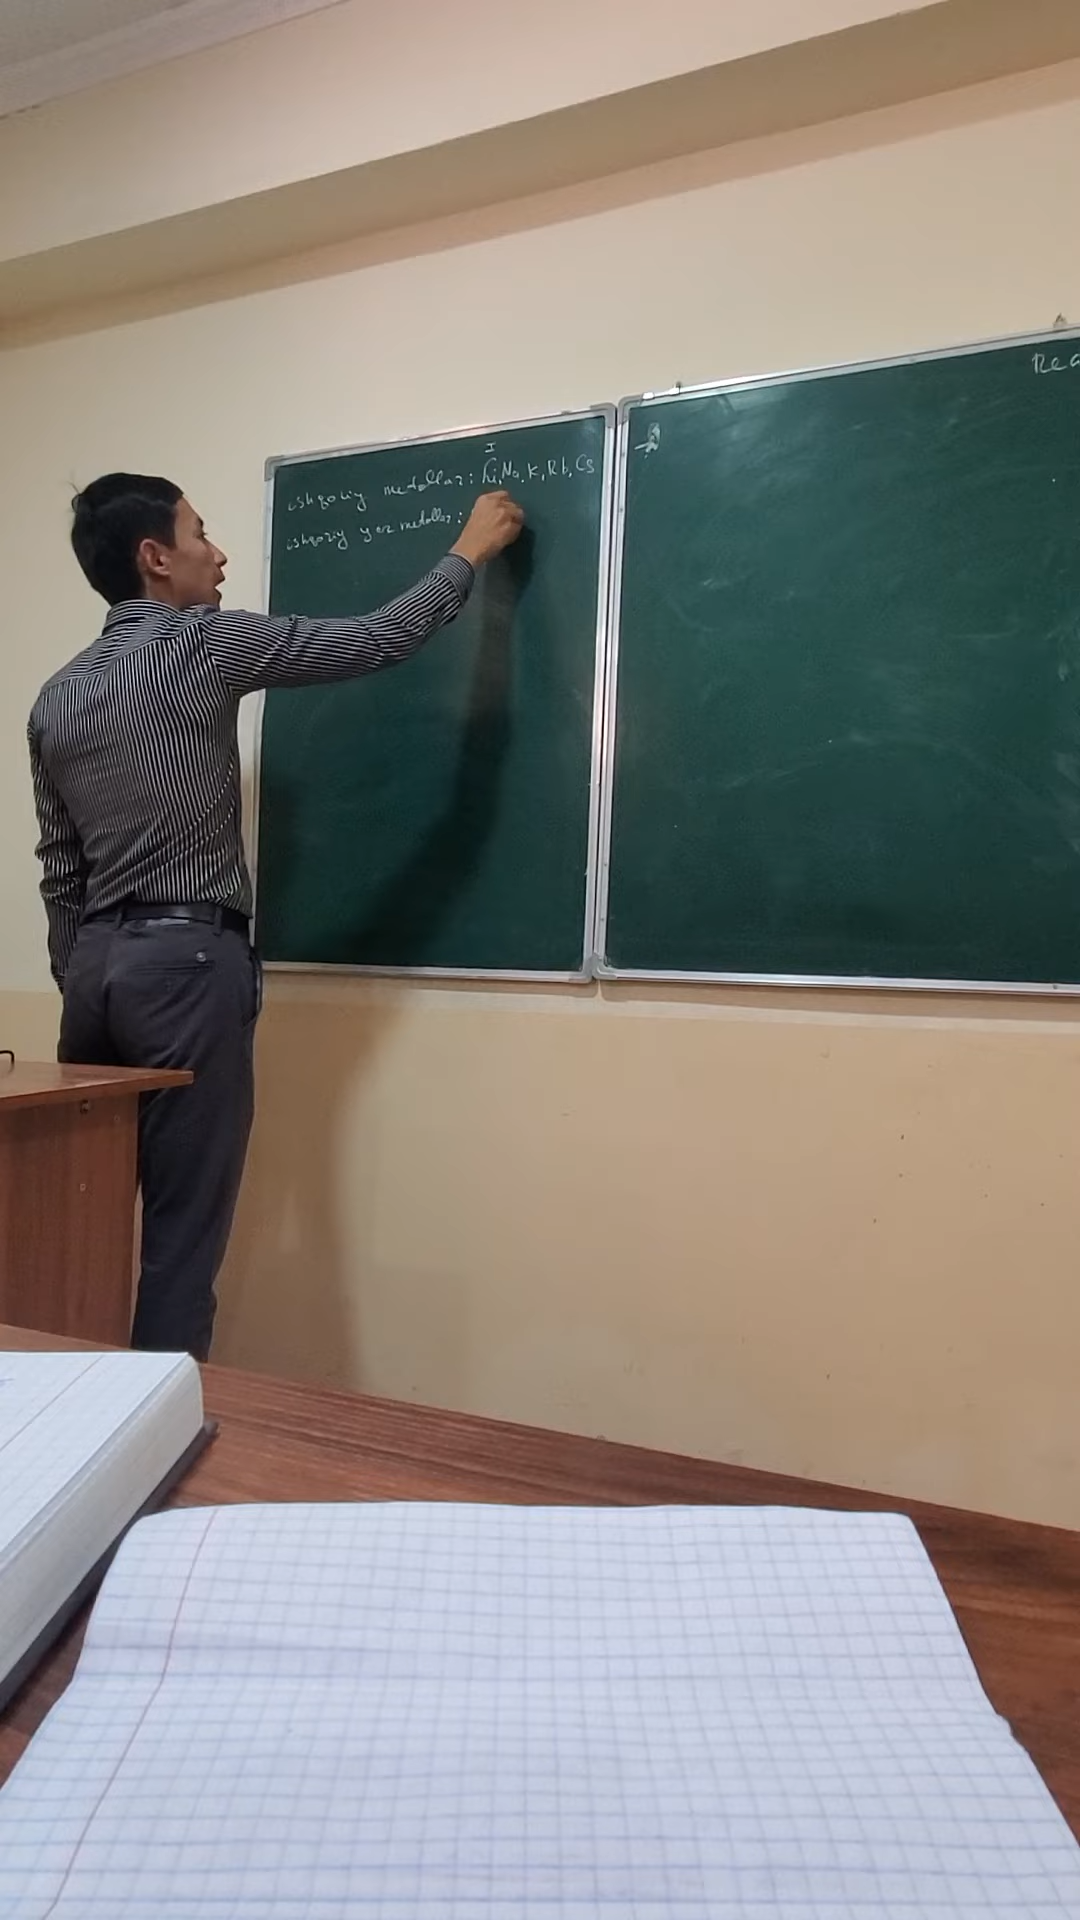 I
ishqoriy metallar: Li, Na, K, Rb, Cs
ishqoriy yer metallar:
Rea